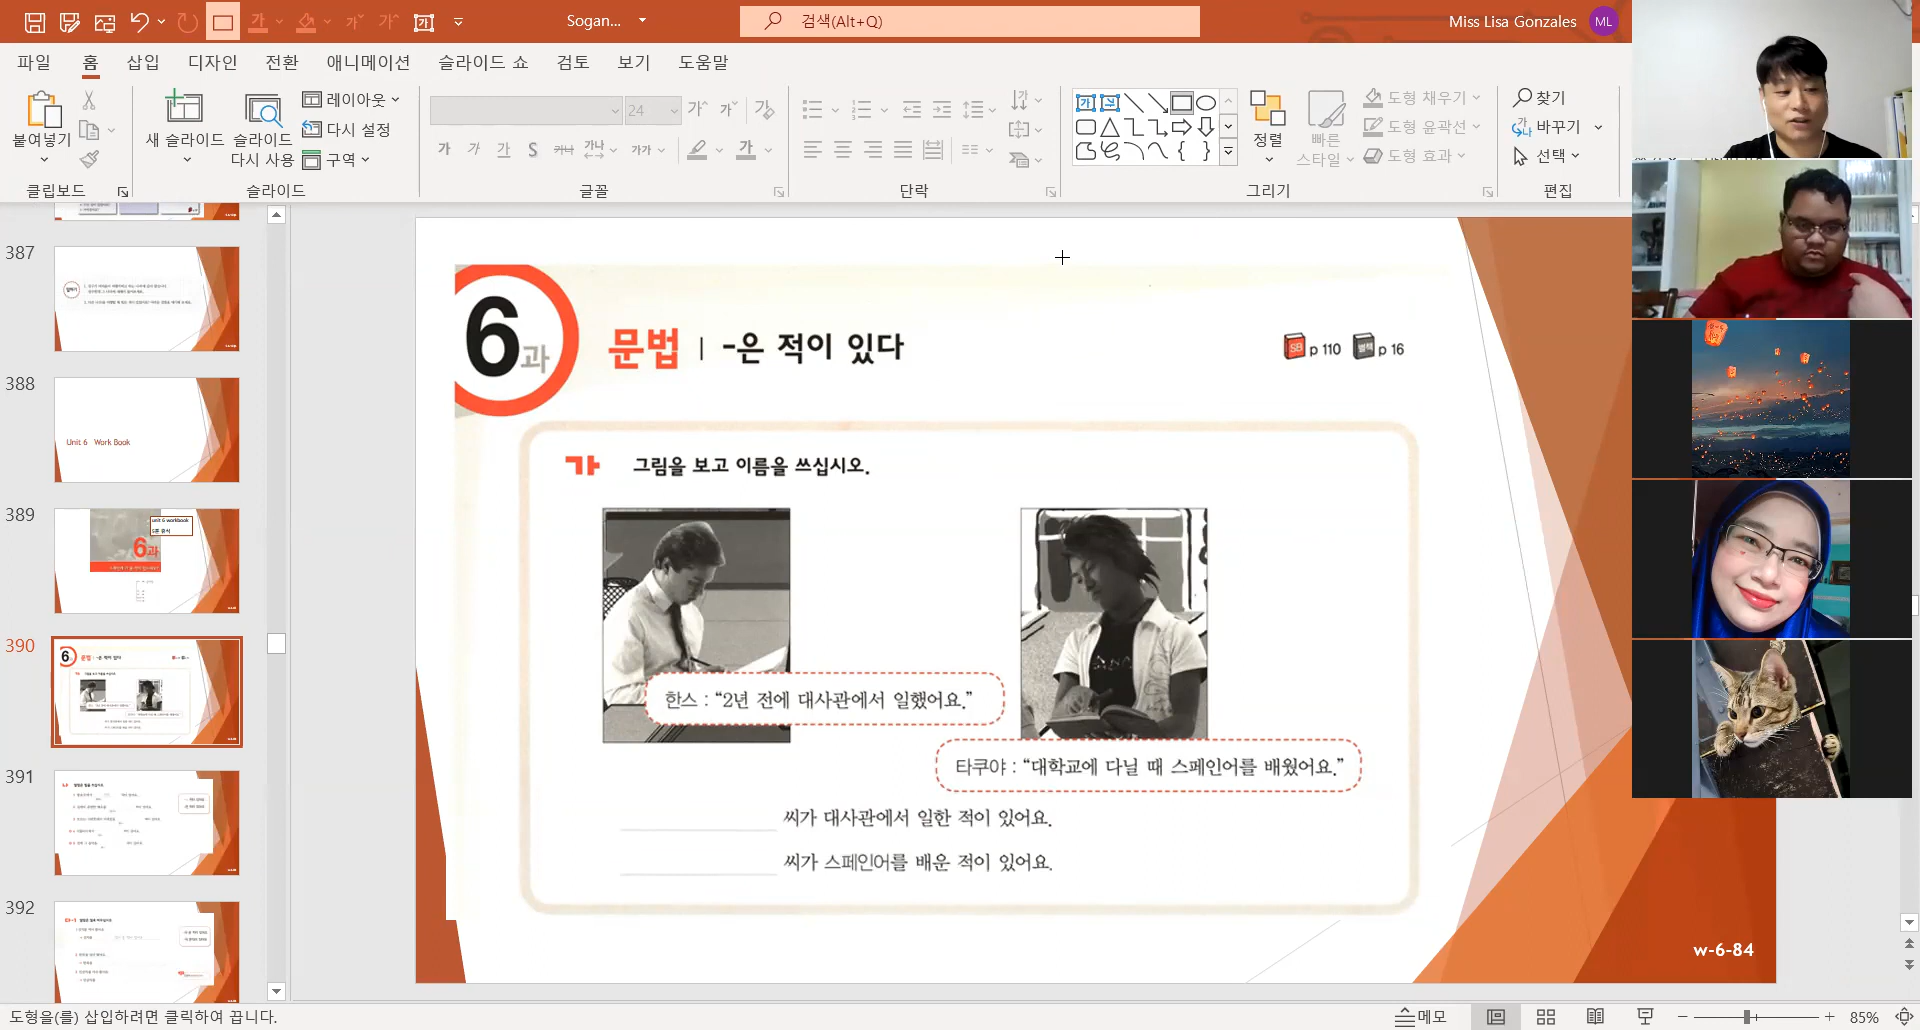 Sogan...
검색(Alt+Q)
Miss Lisa Gonzales
ML
파일 홈 삽입 디자인 전환 애니메이션 슬라이드 쇼 검토 보기 도움말
붙여넣기
새 슬라이드
슬라이드 다시 사용
레이아웃
다시 설정
구역
24
정렬
빠른 스타일
도형 채우기
도형 윤곽선
도형 효과
찾기
바꾸기
선택
클립보드 슬라이드 글꼴 단락 그리기 편집
387
388
Unit 6 Work Book
389
unit 6 workbook
6과
390
391
392
6과
문법 | -은 적이 있다
SB p 110 별책 p 16
가 그림을 보고 이름을 쓰십시오.
한스 : “2년 전에 대사관에서 일했어요.”
타쿠야 : “대학교에 다닐 때 스페인어를 배웠어요.”
씨가 대사관에서 일한 적이 있어요.
씨가 스페인어를 배운 적이 있어요.
w-6-84
도형을(를) 삽입하려면 클릭하여 끕니다.
메모
85%